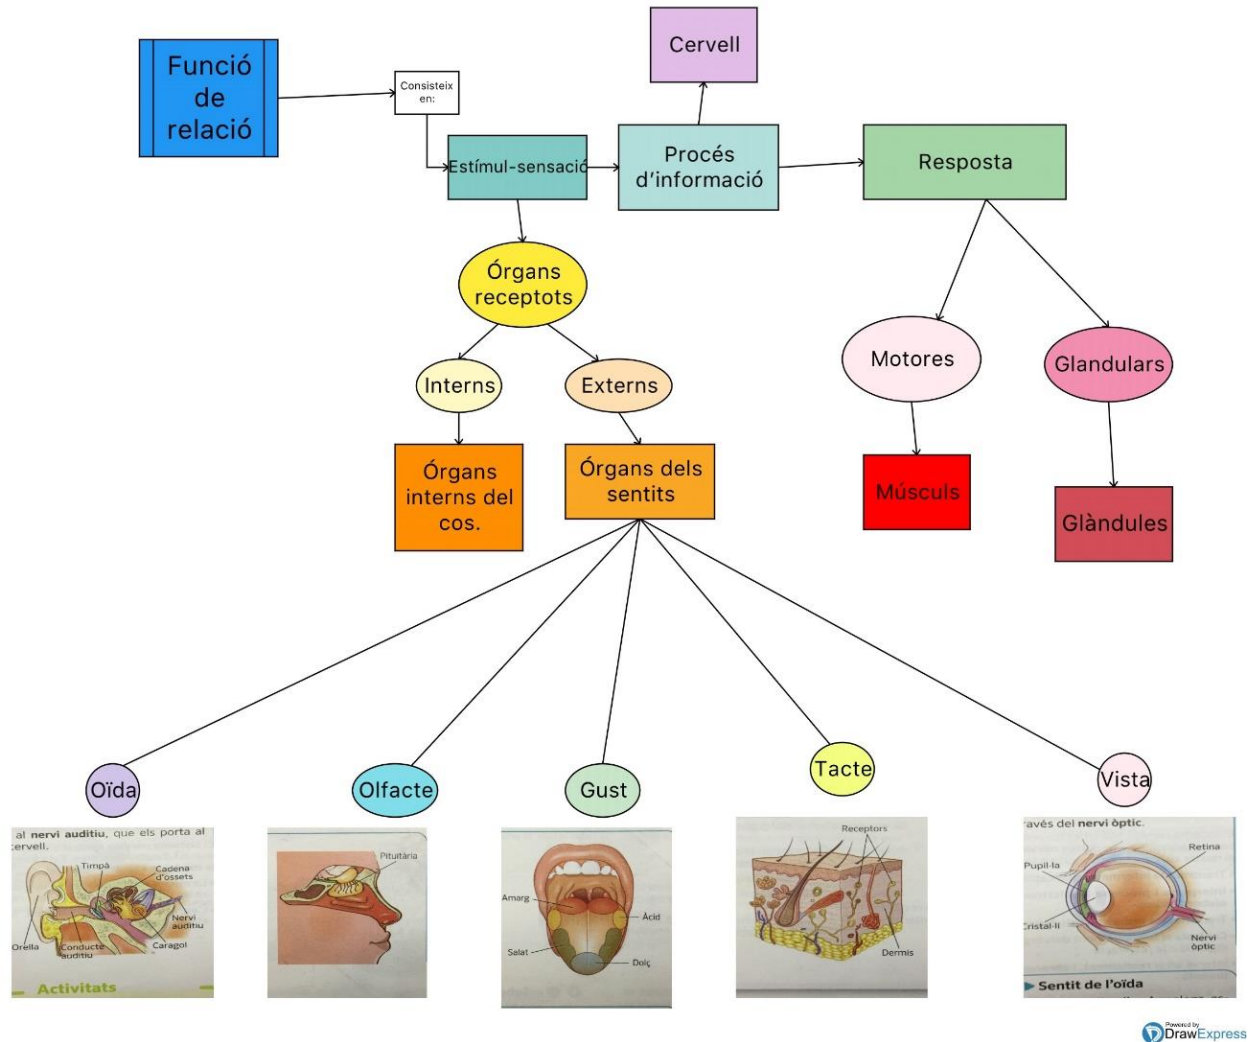 Cervell
Funció
de
relació
Consisteix
en:
Estímul-sensació
Procés
d’informació
Resposta
Órgans
receptots
Interns
Externs
Motores
Glandulars
Órgans
interns del
cos.
Órgans dels
sentits
Músculs
Glàndules
Oïda
Olfacte
Gust
Tacte
Vista
al nervi auditiu, que els porta al
cervell.
Timpà
Cadena
d'ossets
Nervi
auditiu
Orella
Conducte
auditiu
Caragol
Activitats
Pituïtària
Amarg
Àcid
Salat
Dolç
Receptors
Dermis
ravés del nervi òptic.
Pupil·la
Retina
Cristal·lí
Nervi
òptic
Sentit de l'oïda
Powered by
DrawExpress